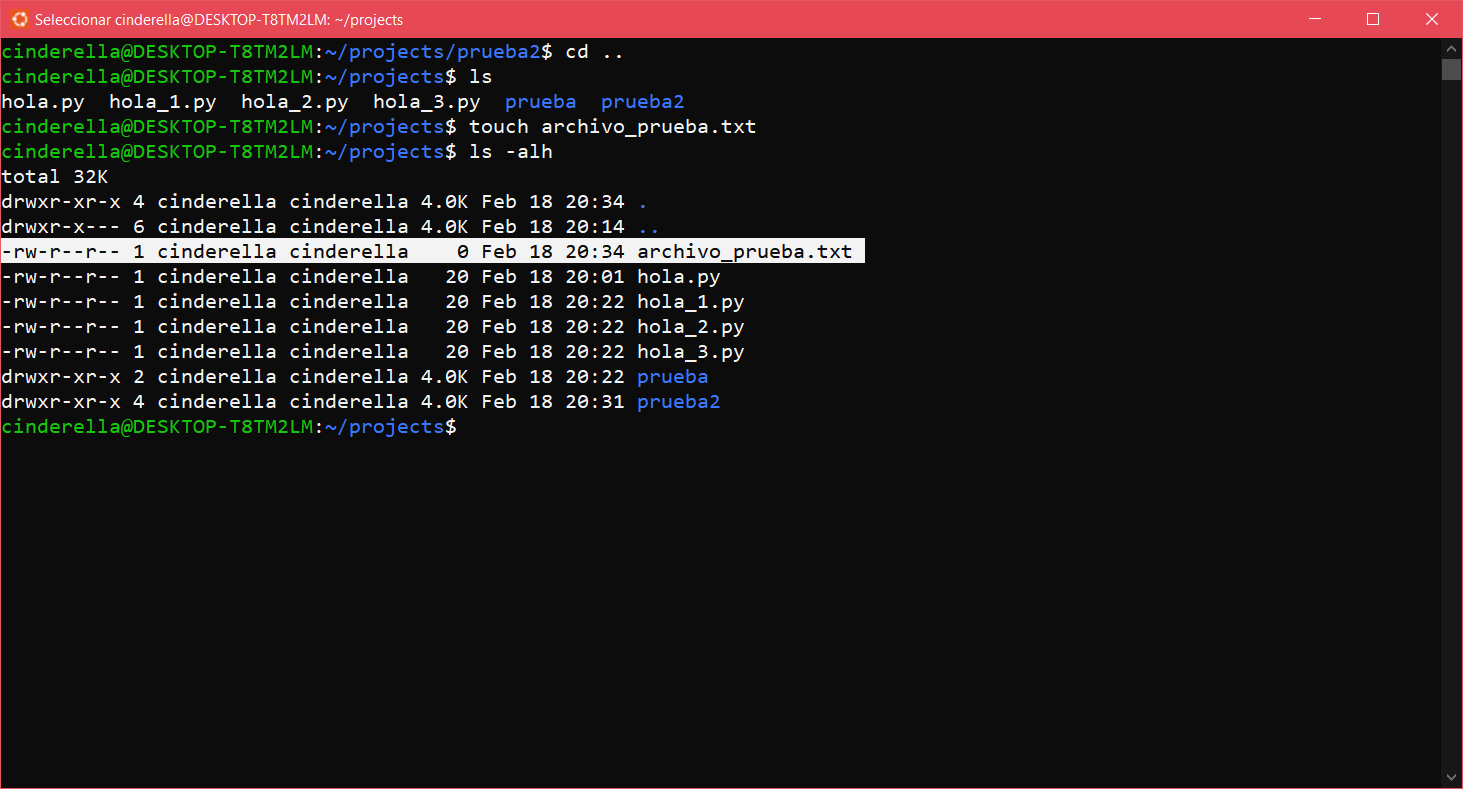 Seleccionar cinderella@DESKTOP-T8TM2LM: ~/projects
cinderella@DESKTOP-T8TM2LM:~/projects/prueba2$ cd ..
cinderella@DESKTOP-T8TM2LM:~/projects$ ls
hola.py  hola_1.py  hola_2.py  hola_3.py  prueba  prueba2
cinderella@DESKTOP-T8TM2LM:~/projects$ touch archivo_prueba.txt
cinderella@DESKTOP-T8TM2LM:~/projects$ ls -alh
total 32K
drwxr-xr-x 4 cinderella cinderella 4.0K Feb 18 20:34 .
drwxr-x--- 6 cinderella cinderella 4.0K Feb 18 20:14 ..
-rw-r--r-- 1 cinderella cinderella    0 Feb 18 20:34 archivo_prueba.txt
-rw-r--r-- 1 cinderella cinderella   20 Feb 18 20:01 hola.py
-rw-r--r-- 1 cinderella cinderella   20 Feb 18 20:22 hola_1.py
-rw-r--r-- 1 cinderella cinderella   20 Feb 18 20:22 hola_2.py
-rw-r--r-- 1 cinderella cinderella   20 Feb 18 20:22 hola_3.py
drwxr-xr-x 2 cinderella cinderella 4.0K Feb 18 20:22 prueba
drwxr-xr-x 4 cinderella cinderella 4.0K Feb 18 20:31 prueba2
cinderella@DESKTOP-T8TM2LM:~/projects$